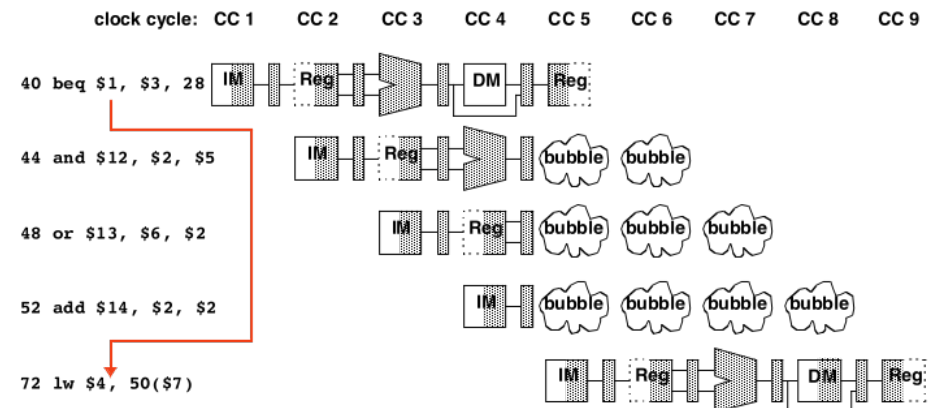 clock cycle: CC 1 CC 2 CC 3 CC 4 CC 5 CC 6 CC 7 CC 8 CC 9
40 beq $1, $3, 28 IM Reg DM Reg
44 and $12, $2, $5 IM Reg bubble bubble
48 or $13, $6, $2 IM Reg bubble bubble bubble
52 add $14, $2, $2 IM bubble bubble bubble bubble
72 lw $4, 50($7) IM Reg DM Reg